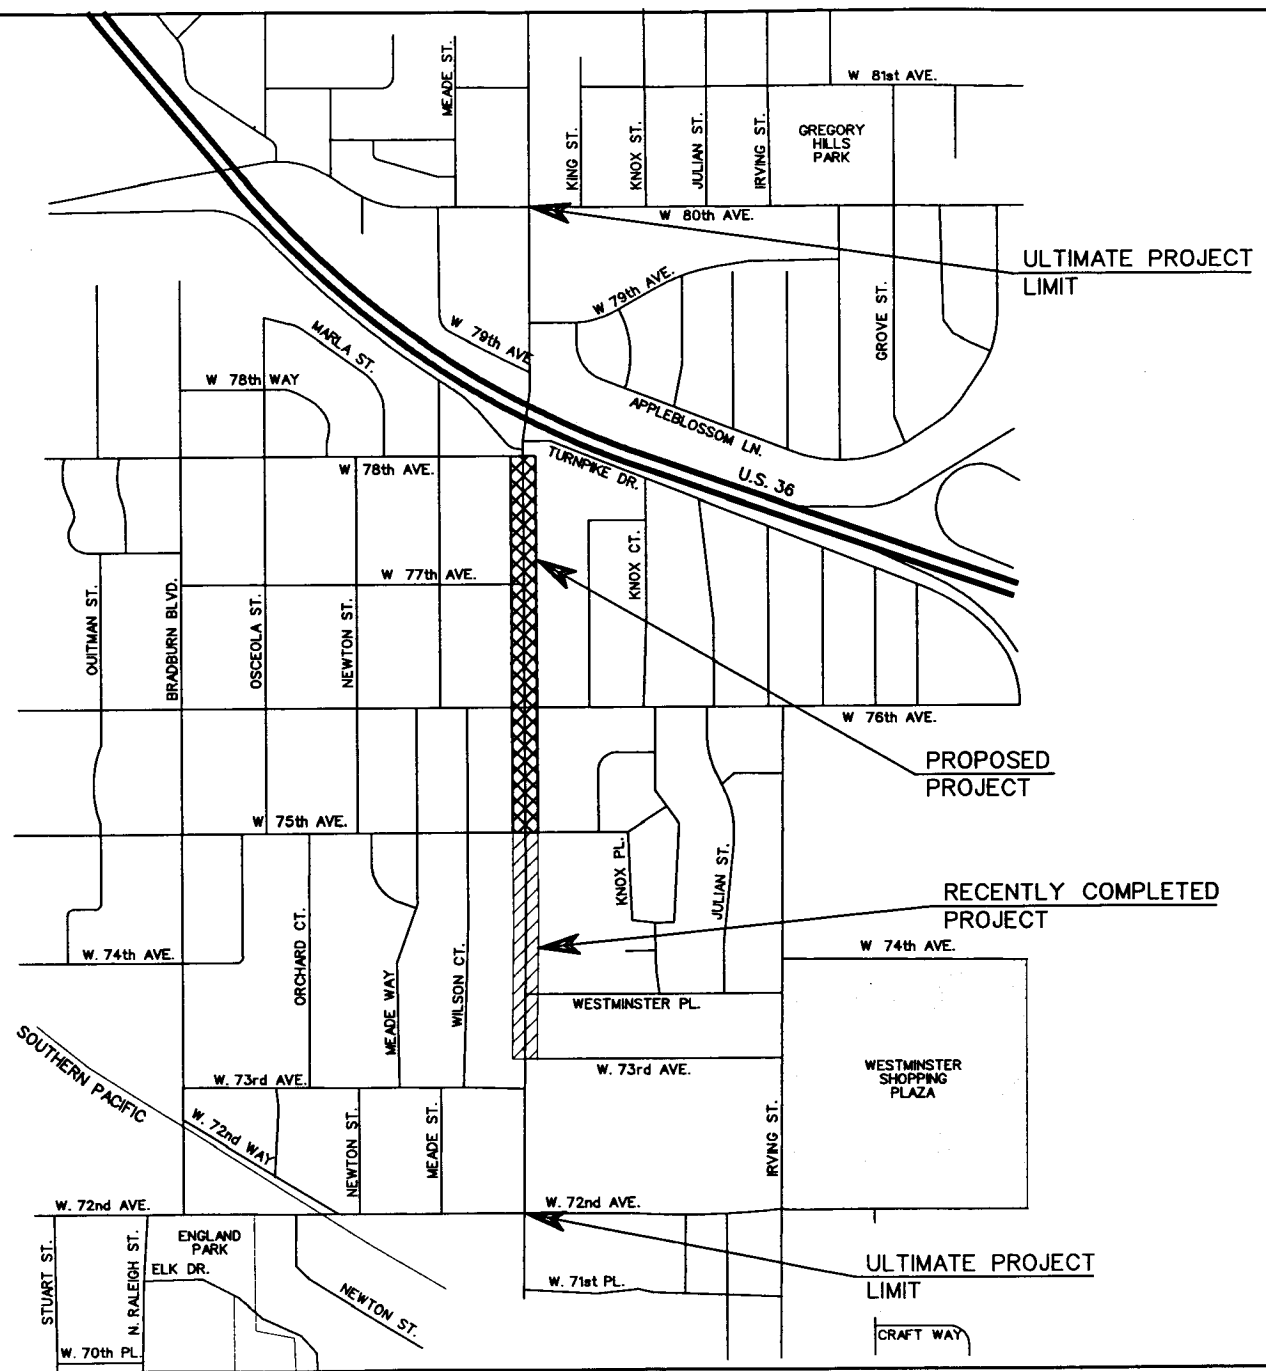 W 81st AVE.
MEADE ST.
KING ST.
KNOX ST.
JULIAN ST.
IRVING ST.
GREGORY
HILLS
PARK
W 80th AVE.
ULTIMATE PROJECT
LIMIT
W 79th AVE.
GROVE ST.
MARLA ST.
W 79th AVE
W 78th WAY
APPLEBLOSSOM LN.
W 78th AVE.
TURNPIKE DR.
U.S. 36
W 77th AVE.
KNOX CT.
QUITMAN ST.
BRADBURN BLVD.
OSCEOLA ST.
NEWTON ST.
W 76th AVE.
PROPOSED
PROJECT
W 75th AVE.
KNOX PL.
JULIAN ST.
RECENTLY COMPLETED
PROJECT
W. 74th AVE.
ORCHARD CT.
MEADE WAY
WILSON CT.
W 74th AVE.
WESTMINSTER PL.
SOUTHERN PACIFIC
W. 73rd AVE.
W. 73rd AVE.
WESTMINSTER
SHOPPING
PLAZA
W. 72nd WAY
NEWTON ST.
MEADE ST.
IRVING ST.
W. 72nd AVE.
W. 72nd AVE.
STUART ST.
N. RALEIGH ST.
ENGLAND
PARK
ELK DR.
NEWTON ST.
W. 71st PL.
ULTIMATE PROJECT
LIMIT
W. 70th PL.
CRAFT WAY